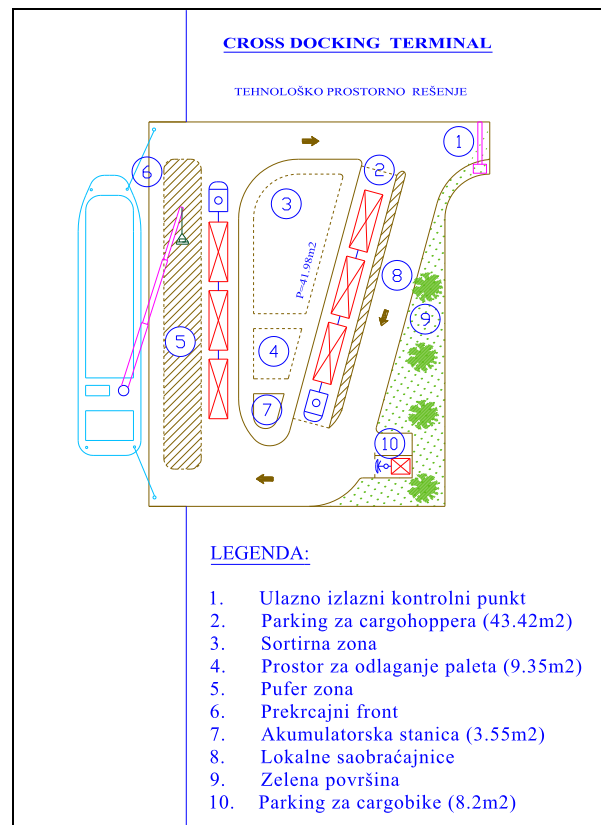 CROSS DOCKING TERMINAL
TEHNOLOŠKO PROSTORNO REŠENJE
1
2
6
3
P=41.98m2
8
9
5
4
7
10
LEGENDA:
1. Ulazno izlazni kontrolni punkt
2. Parking za cargohoppera (43.42m2)
3. Sortirna zona
4. Prostor za odlaganje paleta (9.35m2)
5. Pufer zona
6. Prekrcajni front
7. Akumulatorska stanica (3.55m2)
8. Lokalne saobraćajnice
9. Zelena površina
10. Parking za cargobike (8.2m2)